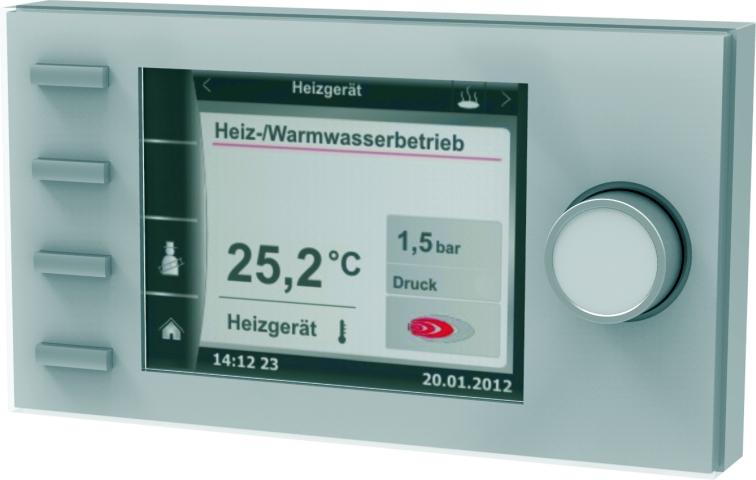 Heizgerät
Heiz-/Warmwasserbetrieb
25,2 °C
Heizgerät
1,5 bar
Druck
14:12 23
20.01.2012